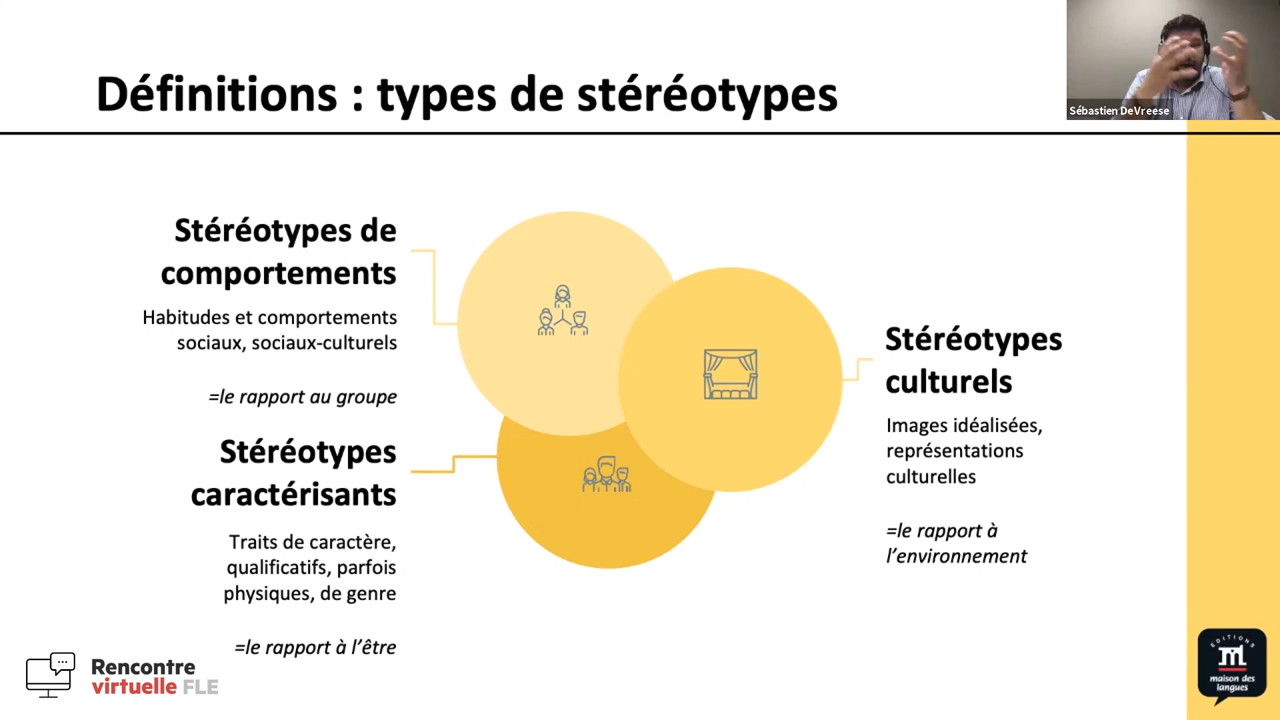 Définitions : types de stéréotypes
Sébastien DeVreese
Stéréotypes de
comportements
Habitudes et comportements
sociaux, sociaux-culturels
=le rapport au groupe
Stéréotypes
caractérisants
Traits de caractère,
qualificatifs, parfois
physiques, de genre
=le rapport à l’être
Stéréotypes
culturels
Images idéalisées,
représentations
culturelles
=le rapport à
l’environnement
Rencontre
virtuelle FLE
EDITIONS
maison des
langues